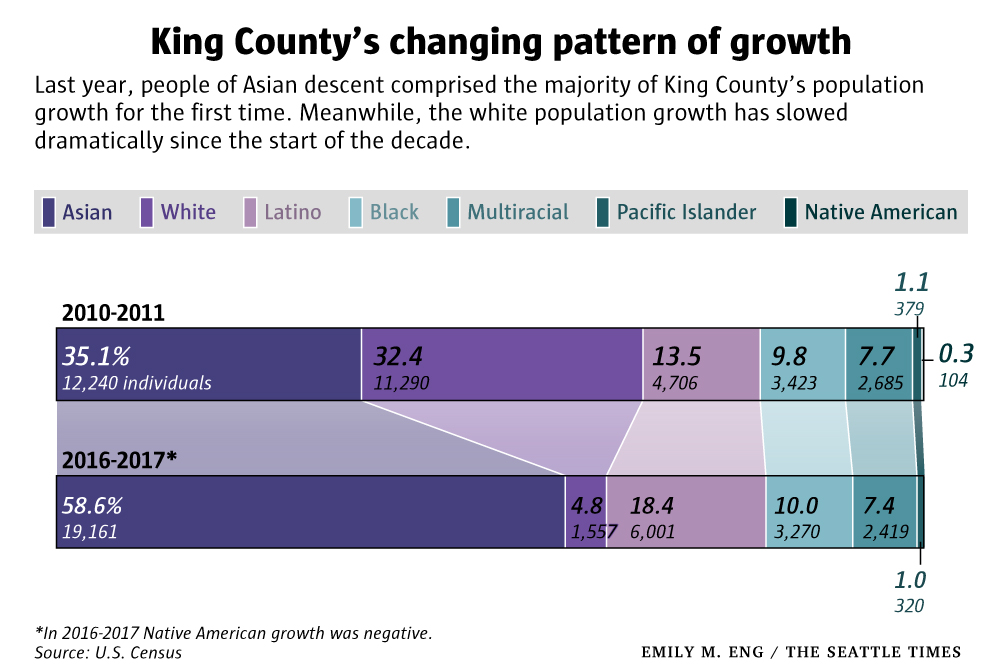 King County’s changing pattern of growth
Last year, people of Asian descent comprised the majority of King County’s population
growth for the first time. Meanwhile, the white population growth has slowed
dramatically since the start of the decade.
Asian White Latino Black Multiracial Pacific Islander Native American
1.1
379
2010-2011
35.1% 32.4 13.5 9.8 7.7 0.3
12,240 individuals 11,290 4,706 3,423 2,685 104
2016-2017*
58.6% 4.8 18.4 10.0 7.4
19,161 1,557 6,001 3,270 2,419
1.0
320
*In 2016-2017 Native American growth was negative.
Source: U.S. Census
EMILY M. ENG / THE SEATTLE TIMES